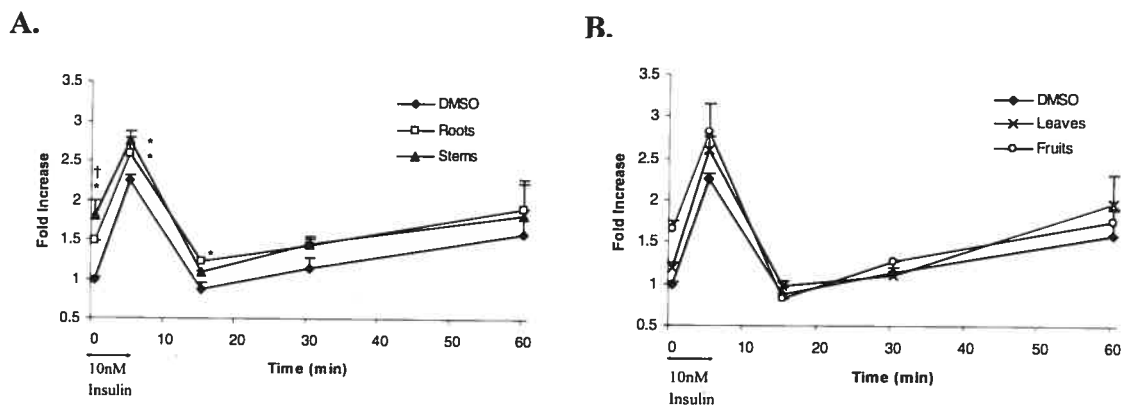 A.
3.5
3
2.5
2
1.5
1
0.5
Fold Increase
DMSO
Roots
Stems
†
*
*
*
*
0 10 20 30 40 50 60
10nM
Insulin
Time (min)
B.
3.5
3
2.5
2
1.5
1
0.5
Fold Increase
DMSO
Leaves
Fruits
0 10 20 30 40 50 60
10nM
Insulin
Time (min)